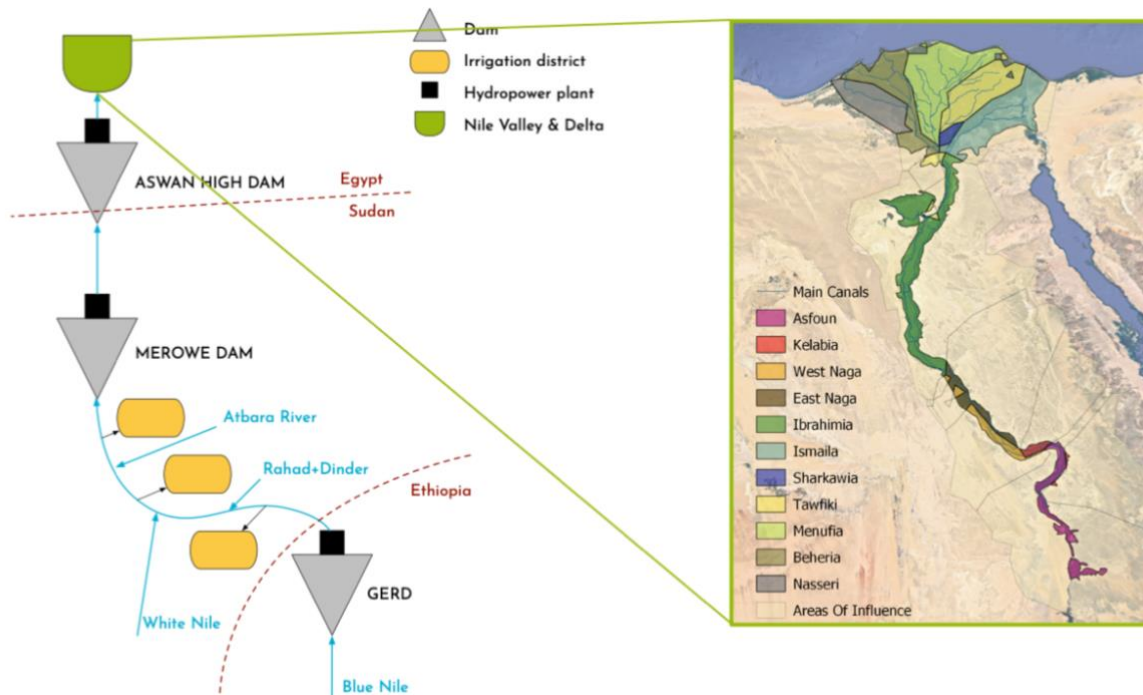 Dam
Irrigation district
Hydropower plant
Nile Valley & Delta
ASWAN HIGH DAM
Egypt
Sudan
MEROWE DAM
Atbara River
Rahad+Dinder
Ethiopia
GERD
White Nile
Blue Nile
Main Canals
Asfoun
Kelabia
West Naga
East Naga
Ibrahimia
Ismaila
Sharkawia
Tawfiki
Menufia
Beheria
Nasseri
Areas Of Influence